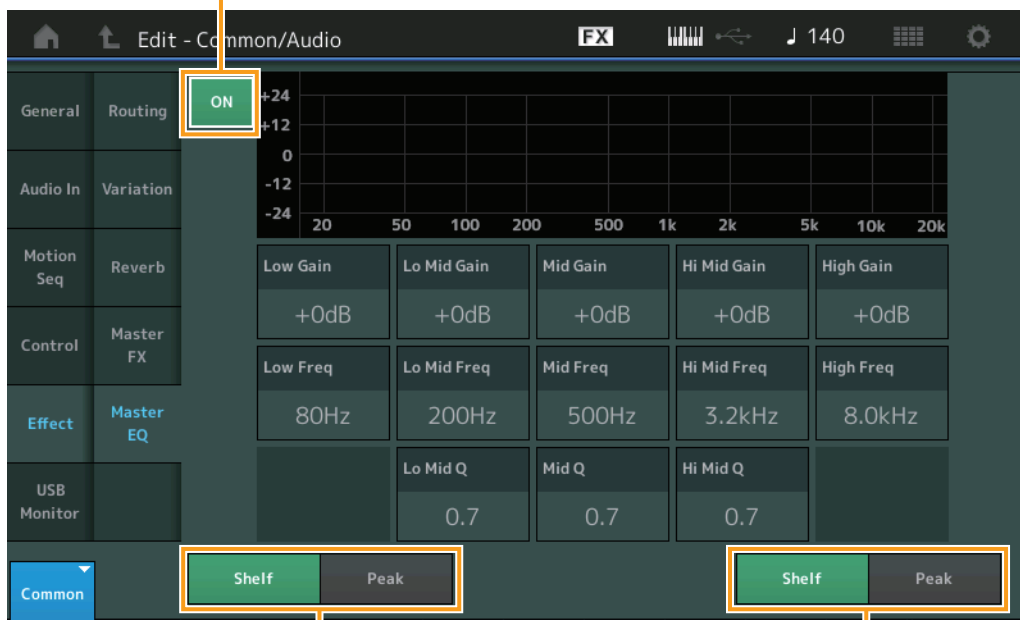 Edit - Common/Audio
FX
140
General
Routing
ON
+24
+12
0
-12
-24
20 50 100 200 500 1k 2k 5k 10k 20k
Audio In
Variation
Motion
Seq
Reverb
Control
Master
FX
Effect
Master
EQ
USB
Monitor
Common
Low Gain
Lo Mid Gain
Mid Gain
Hi Mid Gain
High Gain
+0dB
+0dB
+0dB
+0dB
+0dB
Low Freq
Lo Mid Freq
Mid Freq
Hi Mid Freq
High Freq
80Hz
200Hz
500Hz
3.2kHz
8.0kHz
Lo Mid Q
Mid Q
Hi Mid Q
0.7
0.7
0.7
Shelf
Peak
Shelf
Peak